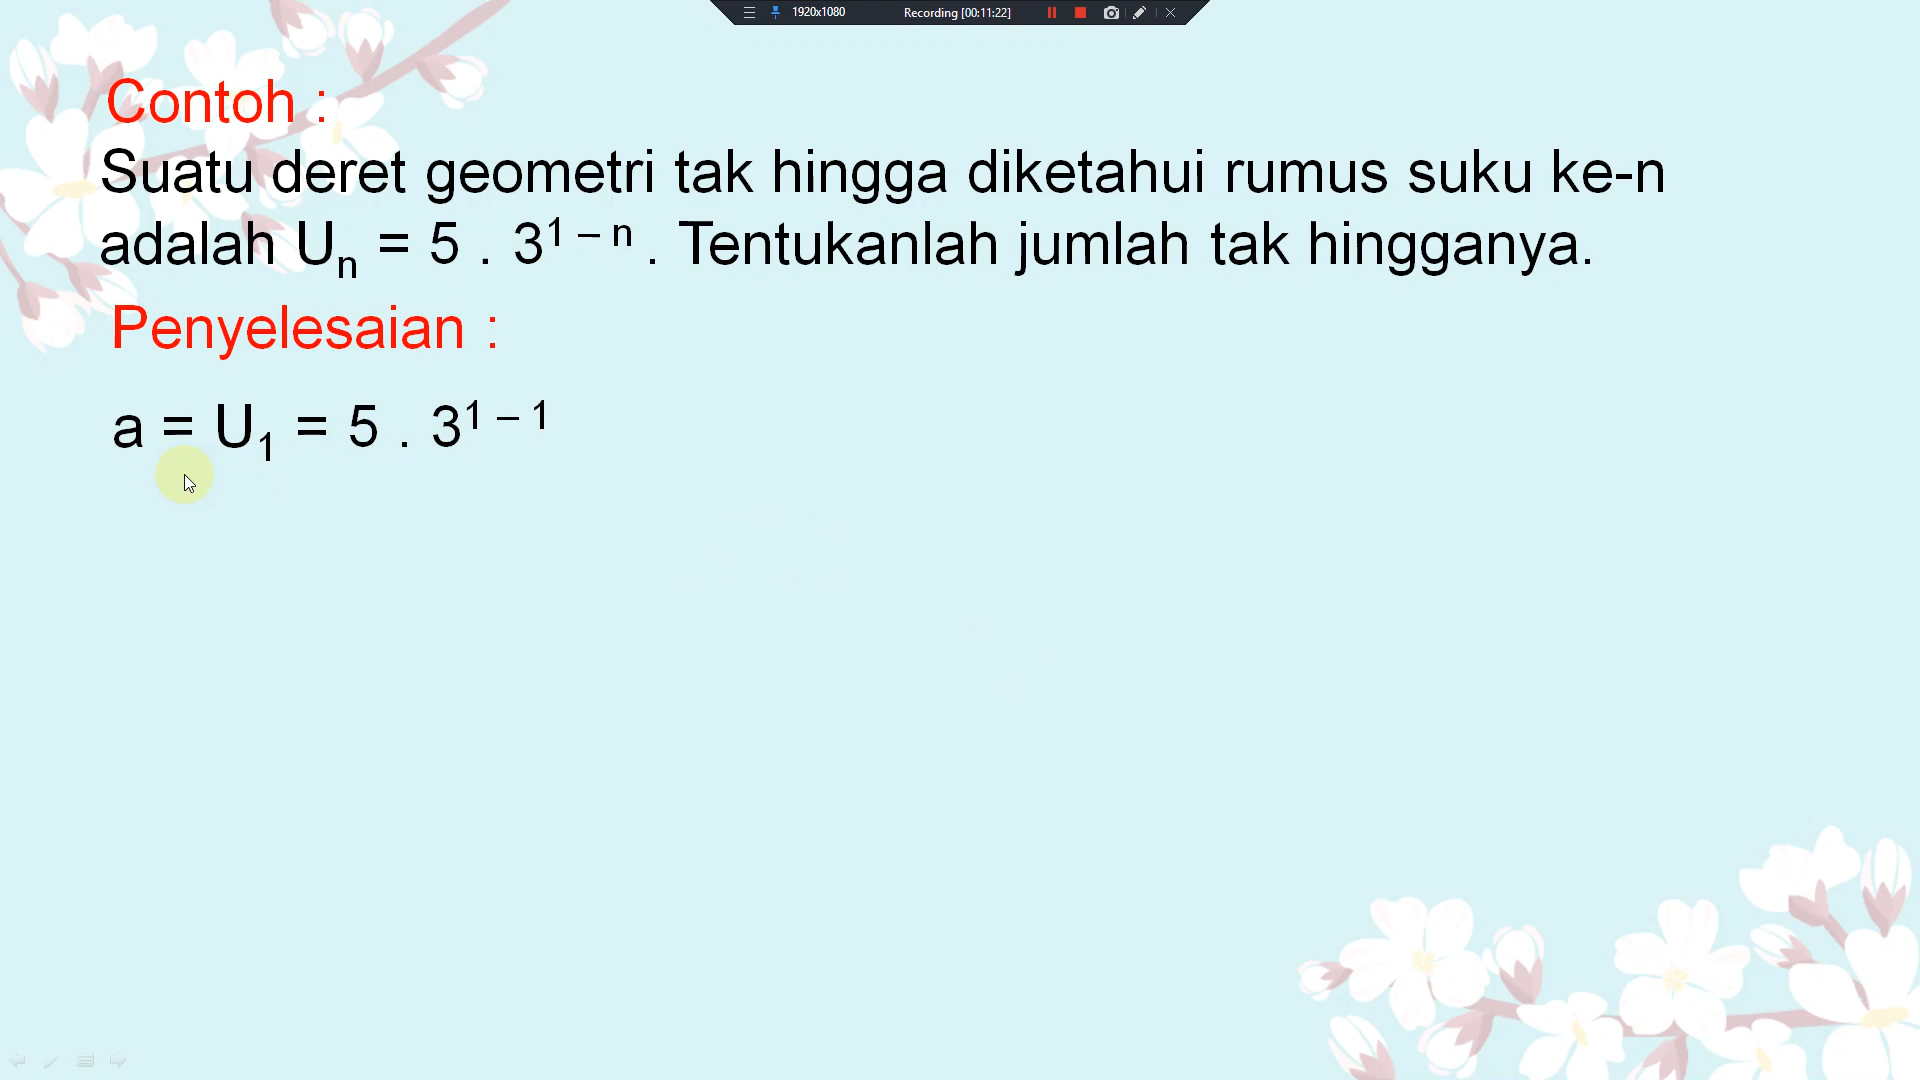 1920x1080 Recording [00:11:22]
Contoh :
Suatu deret geometri tak hingga diketahui rumus suku ke-n
adalah Uₙ = 5 . 3¹ ⁻ ⁿ . Tentukanlah jumlah tak hingganya.
Penyelesaian :
a = U₁ = 5 . 3¹ ⁻ ¹